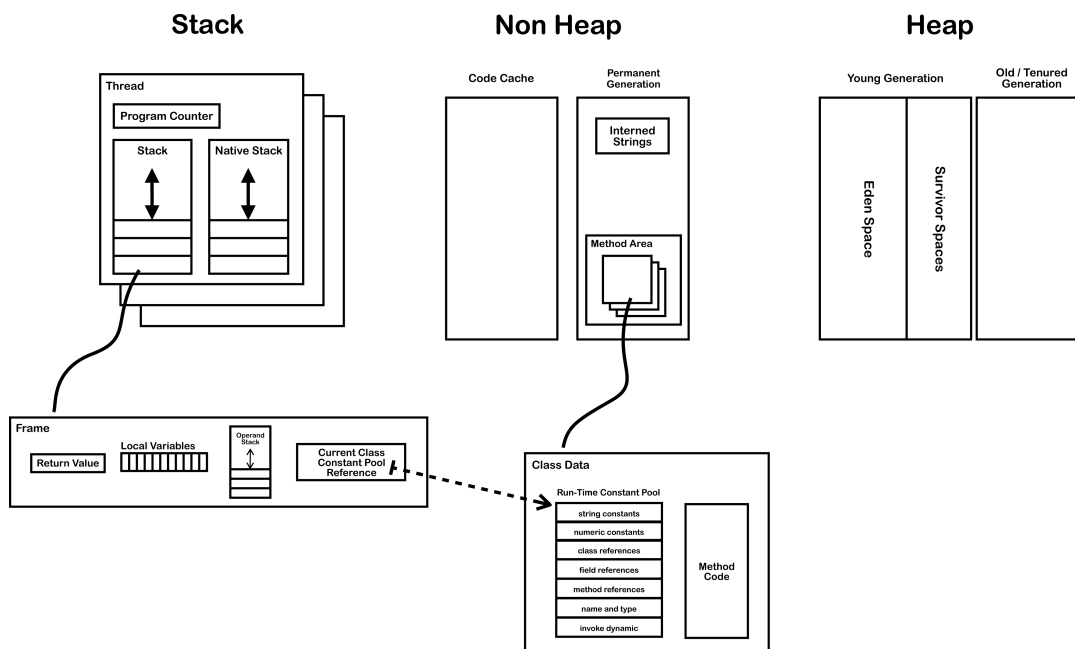 Stack
Non Heap
Heap
Thread
Program Counter
Stack
Native Stack
Code Cache
Permanent
Generation
Interned
Strings
Method Area
Young Generation
Old / Tenured
Generation
Eden Space
Survivor Spaces
Frame
Return Value
Local Variables
Operand
Stack
Current Class
Constant Pool
Reference
Class Data
Run-Time Constant Pool
string constants
numeric constants
class references
field references
method references
name and type
invoke dynamic
Method
Code